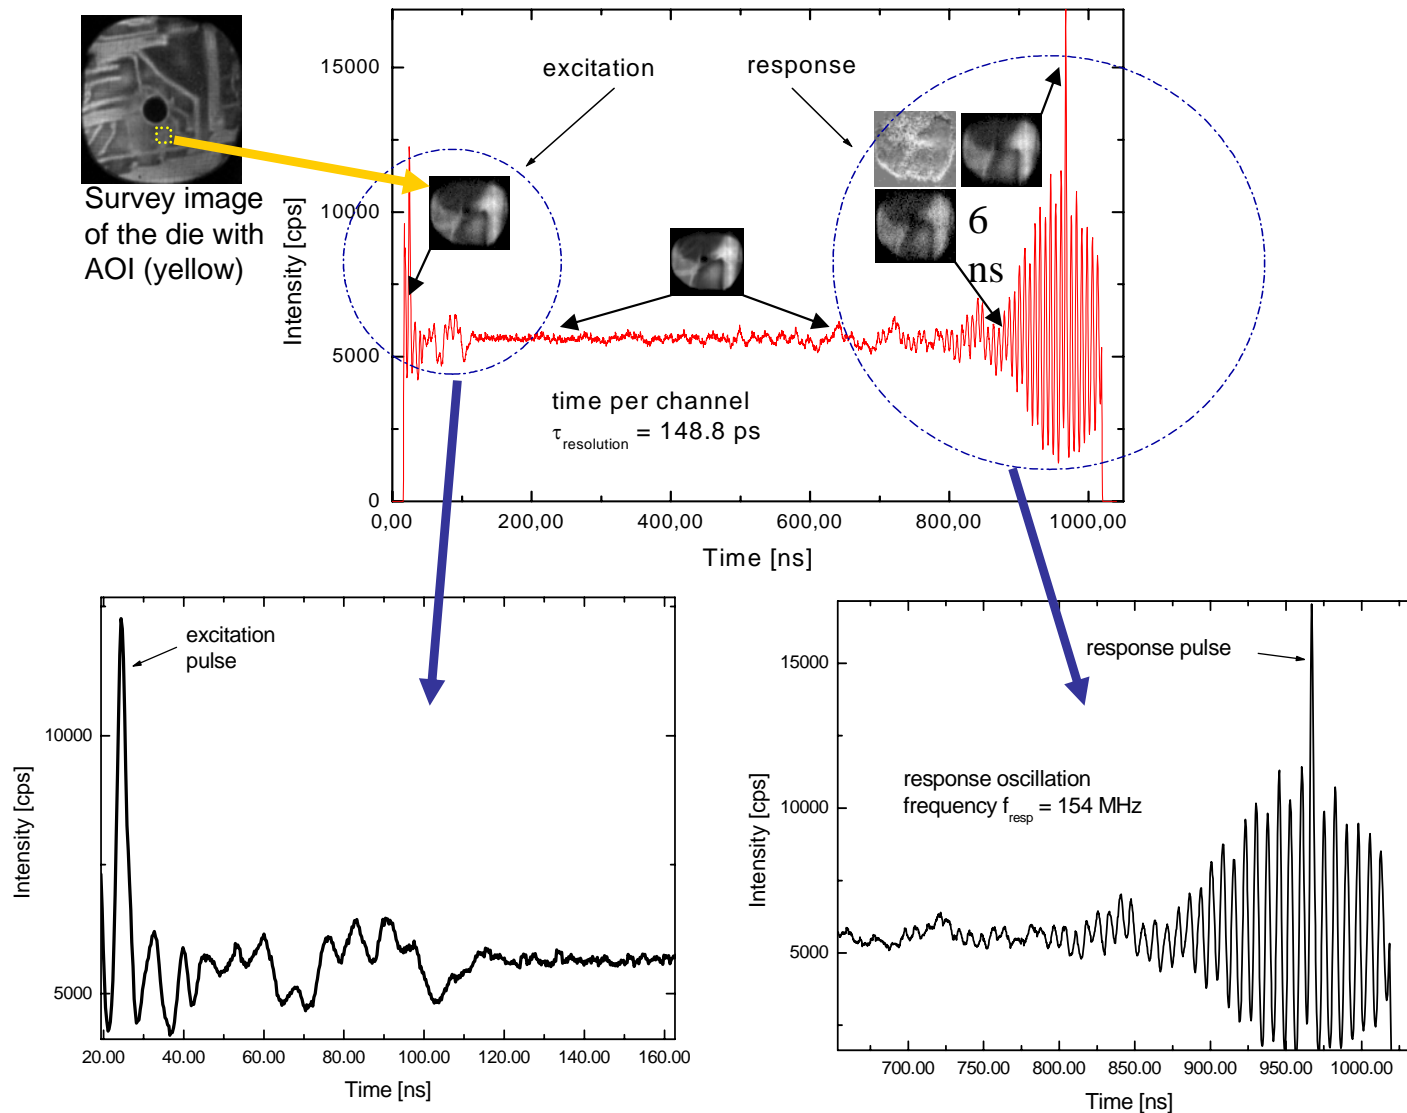 Survey image
of the die with
AOI (yellow)
excitation
response
6
ns
Intensity [cps]
15000
10000
5000
0
time per channel
τresolution = 148.8 ps
0,00 200,00 400,00 600,00 800,00 1000,00
Time [ns]
excitation
pulse
Intensity [cps]
10000
5000
20.00 40.00 60.00 80.00 100.00 120.00 140.00 160.00
Time [ns]
response pulse
response oscillation
frequency fresp = 154 MHz
Intensity [cps]
15000
10000
5000
700.00 750.00 800.00 850.00 900.00 950.00 1000.00
Time [ns]